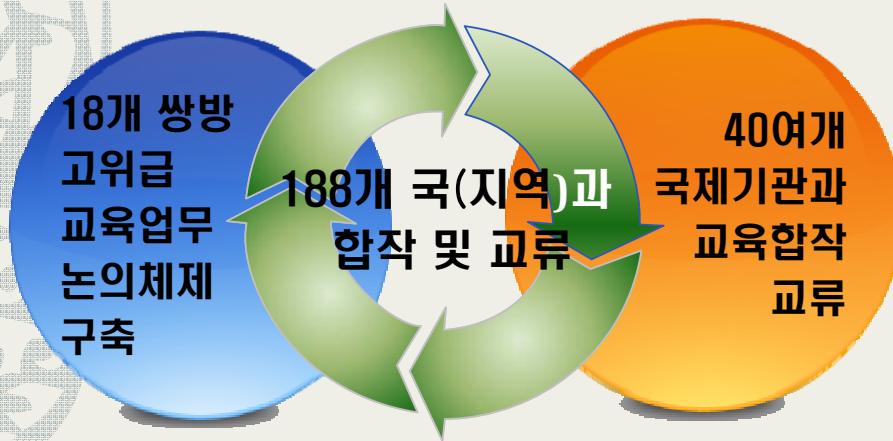 18개 쌍방
고위급
교육업무
논의체제
구축
188개 국(지역)과
합작 및 교류
40여개
국제기관과
교육합작
교류